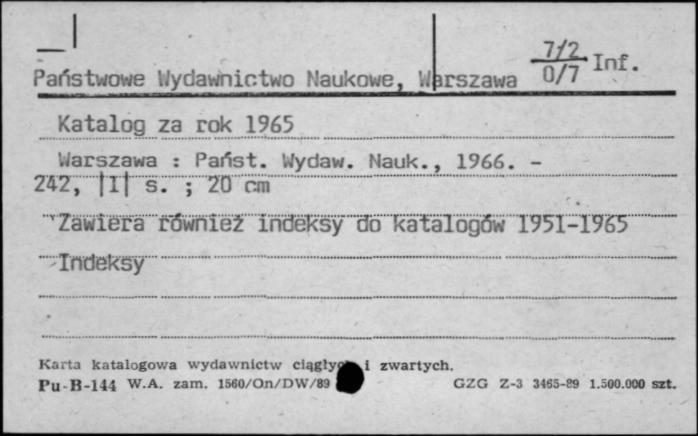 7/2
Państwowe Wydawnictwo Naukowe, Warszawa 0/7 Inf.
Katalog za rok 1965
Warszawa : Państ. Wydaw. Nauk., 1966. -
242, |1| s. ; 20 cm
Zawiera również indeksy do katalogów 1951-1965
Indeksy
Karta katalogowa wydawnictw ciągłych i zwartych.
Pu-B-144 W.A. zam. 1560/On/DW/89 GZG Z-3 3465-89 1.500.000 szt.